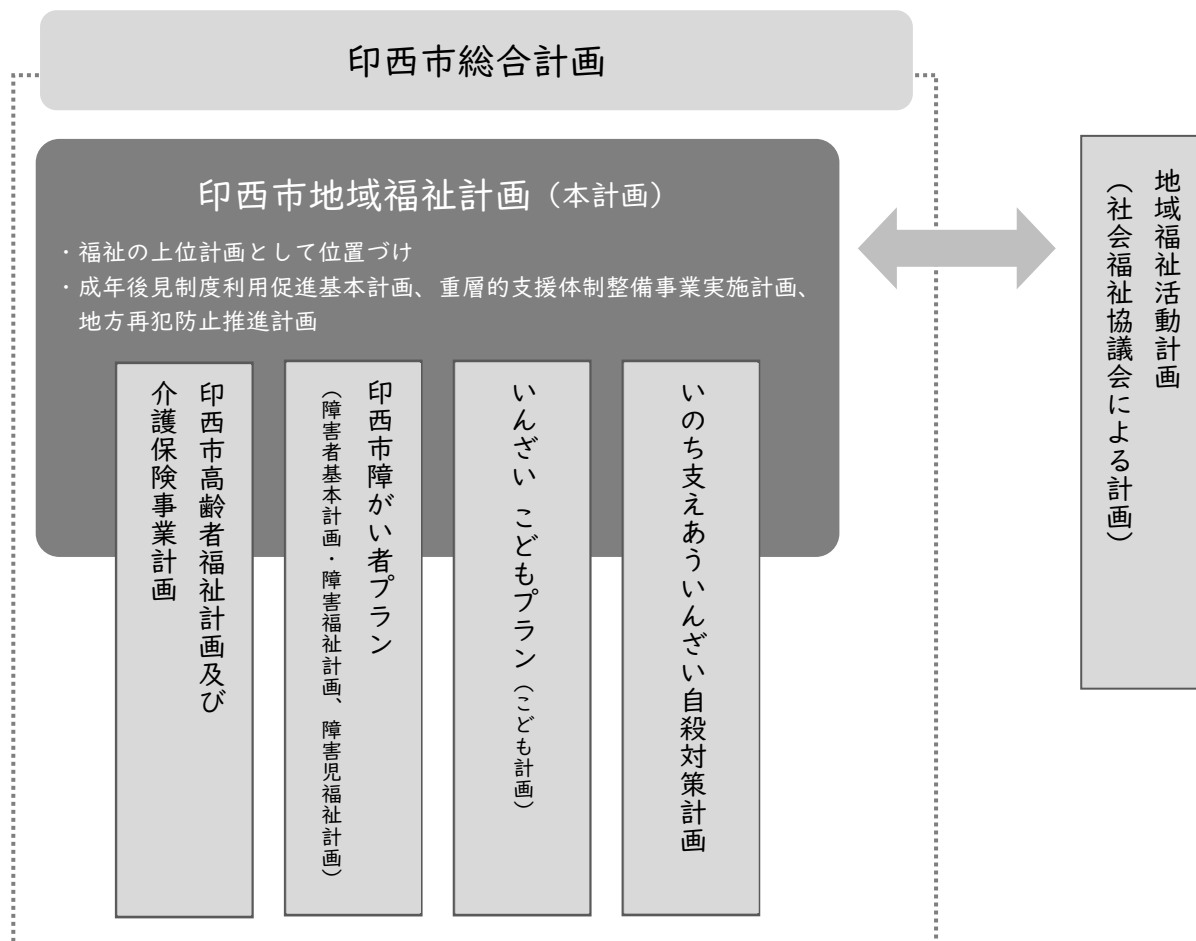 印西市総合計画
印西市地域福祉計画（本計画）
・福祉の上位計画として位置づけ
・成年後見制度利用促進基本計画、重層的支援体制整備事業実施計画、
地方再犯防止推進計画
印西市高齢者福祉計画及び
介護保険事業計画
印西市障がい者プラン
（障害者基本計画・障害福祉計画、障害児福祉計画）
いんざい こどもプラン（こども計画）
いのち支えあういんざい自殺対策計画
地域福祉活動計画
（社会福祉協議会による計画）